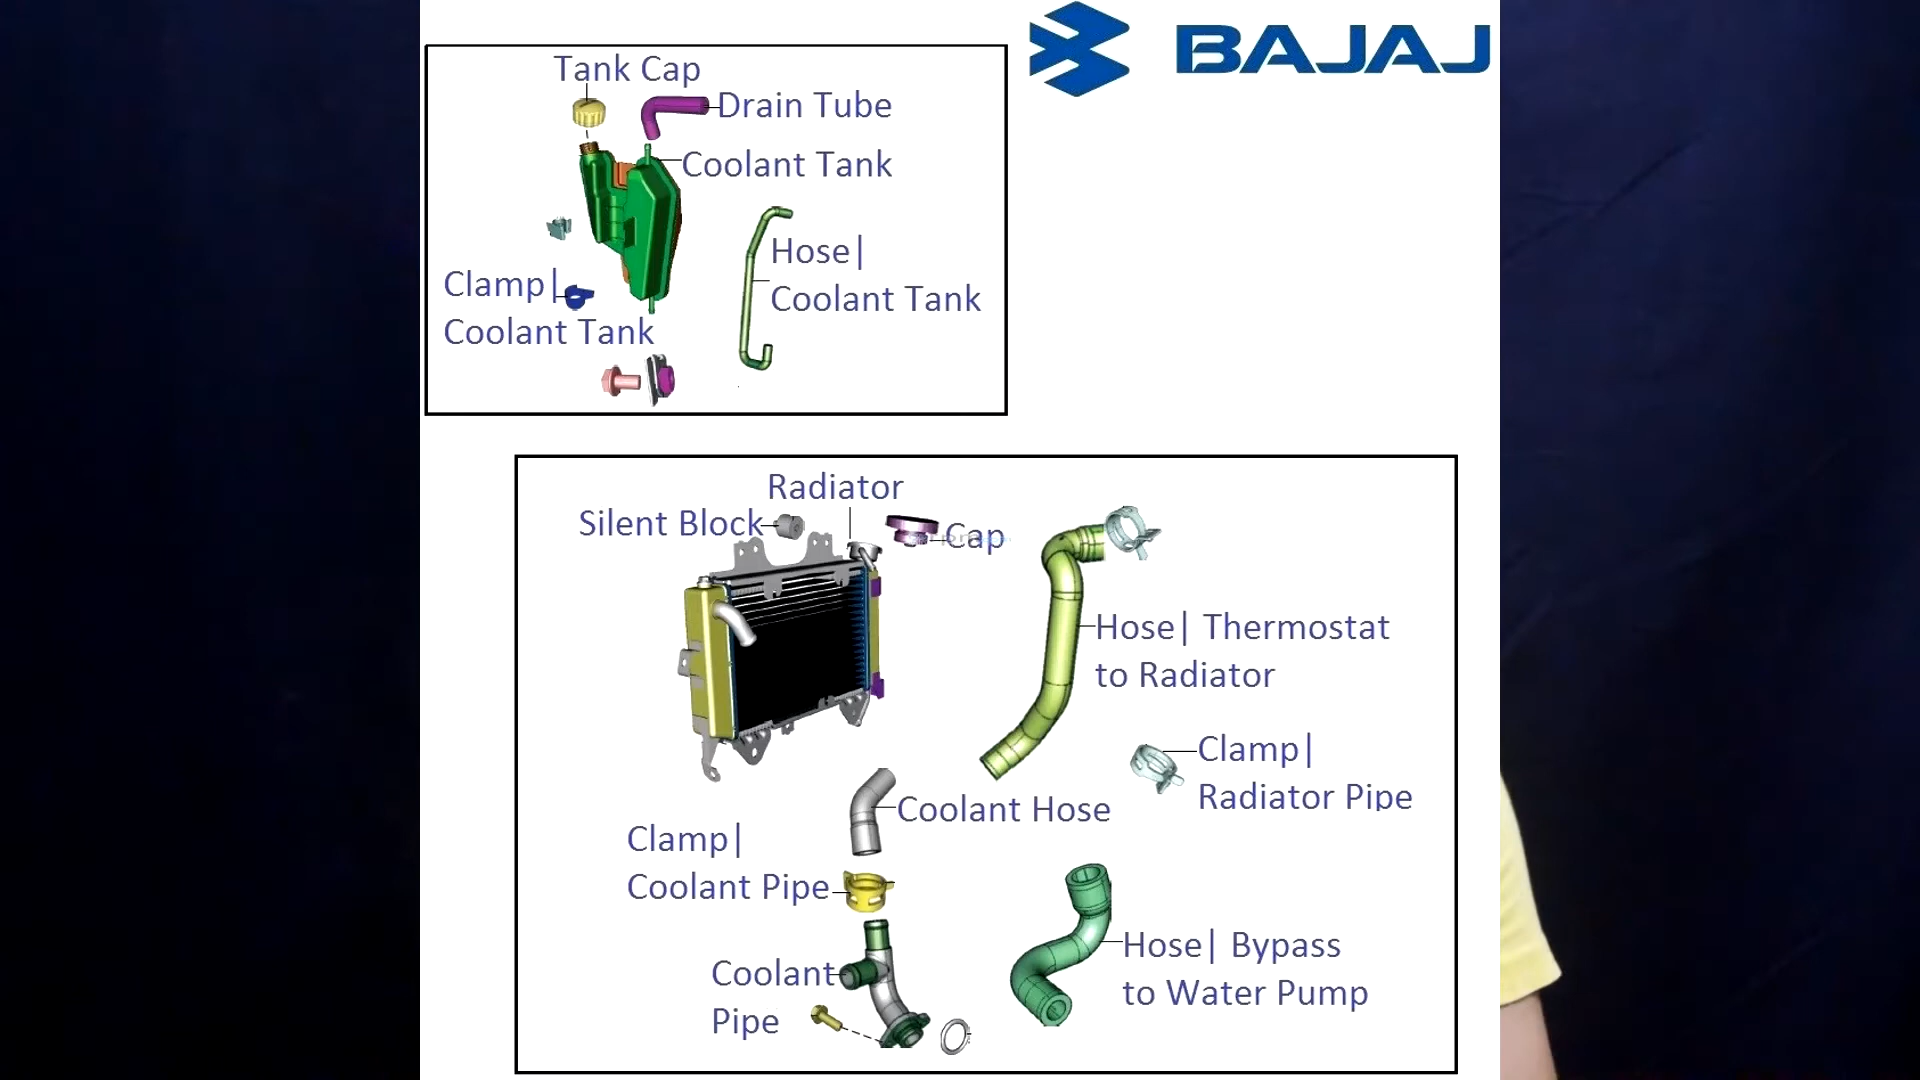 BAJAJ
Tank Cap
Drain Tube
Coolant Tank
Hose|
Coolant Tank
Clamp|
Coolant Tank
Radiator
Silent Block
Cap
Hose| Thermostat
to Radiator
Clamp|
Radiator Pipe
Coolant Hose
Clamp|
Coolant Pipe
Coolant
Pipe
Hose| Bypass
to Water Pump